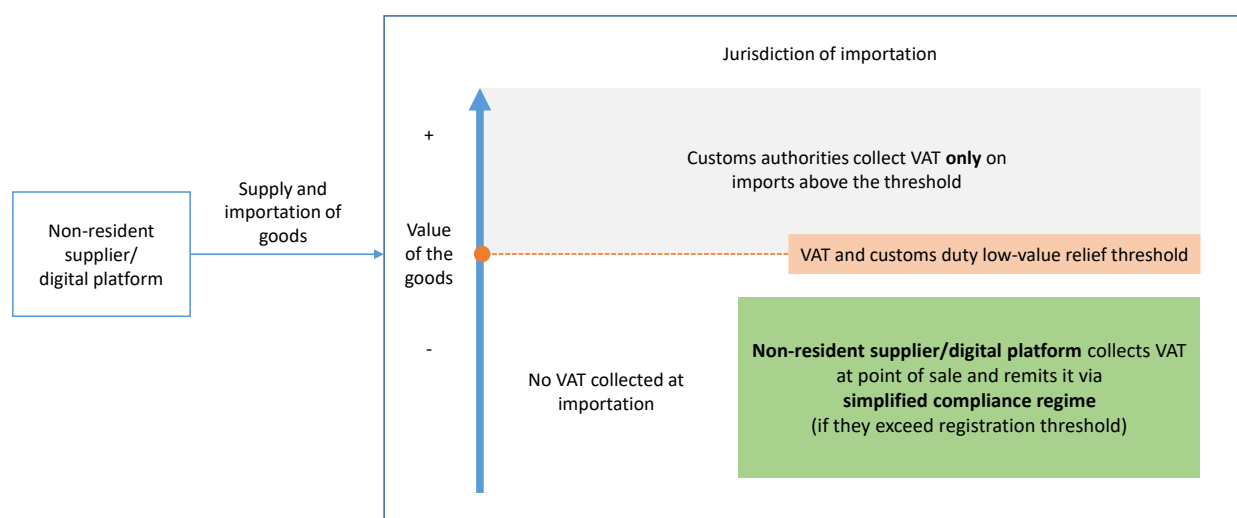 Jurisdiction of importation
+
Customs authorities collect VAT only on
imports above the threshold
Supply and
importation of
goods
Non-resident
supplier/
digital platform
Value
of the
goods
VAT and customs duty low-value relief threshold
-
No VAT collected at
importation
Non-resident supplier/digital platform collects VAT
at point of sale and remits it via
simplified compliance regime
(if they exceed registration threshold)